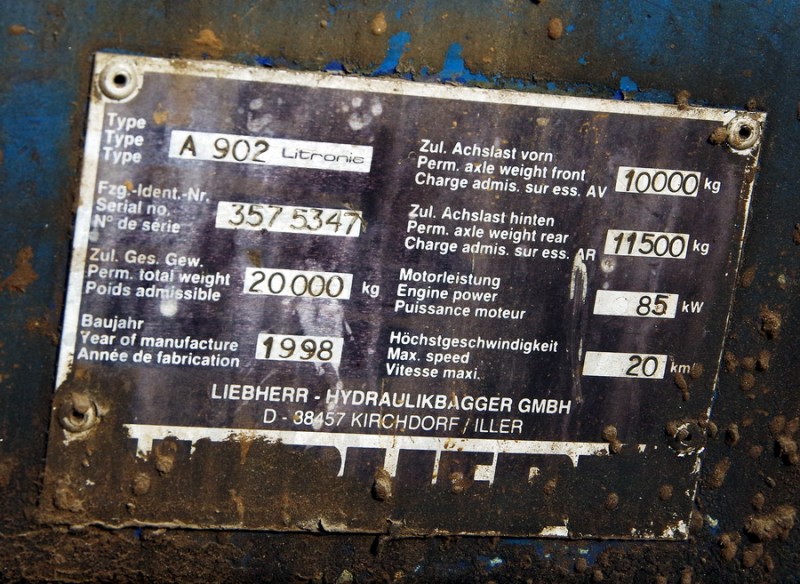 Type
Type
Type
A 902 Litronic
Fzg.-Ident.-Nr.
Serial no.
N° de série
357 5347
Zul. Ges. Gew.
Perm. total weight
Poids admissible
20 000 kg
Baujahr
Year of manufacture
Année de fabrication
1998
Zul. Achslast vorn
Perm. axle weight front
Charge admis. sur ess. AV
10000 kg
Zul. Achslast hinten
Perm. axle weight rear
Charge admis. sur ess. AR
11500 kg
Motorleistung
Engine power
Puissance moteur
85 kW
Höchstgeschwindigkeit
Max. speed
Vitesse maxi.
20 km/
LIEBHERR - HYDRAULIKBAGGER GMBH
D - 38457 KIRCHDORF / ILLER